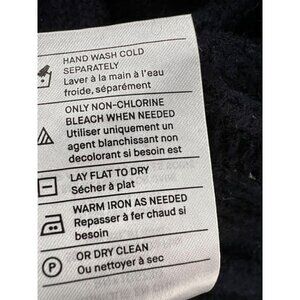 HAND WASH COLD
SEPARATELY
Laver à la main à l'eau
froide, séparément
ONLY NON-CHLORINE
BLEACH WHEN NEEDED
Utiliser uniquement un
agent blanchissant non
decolorant si besoin est
LAY FLAT TO DRY
Sécher à plat
WARM IRON AS NEEDED
Repasser à fer chaud si
besoin
P
OR DRY CLEAN
Ou nettoyer à sec